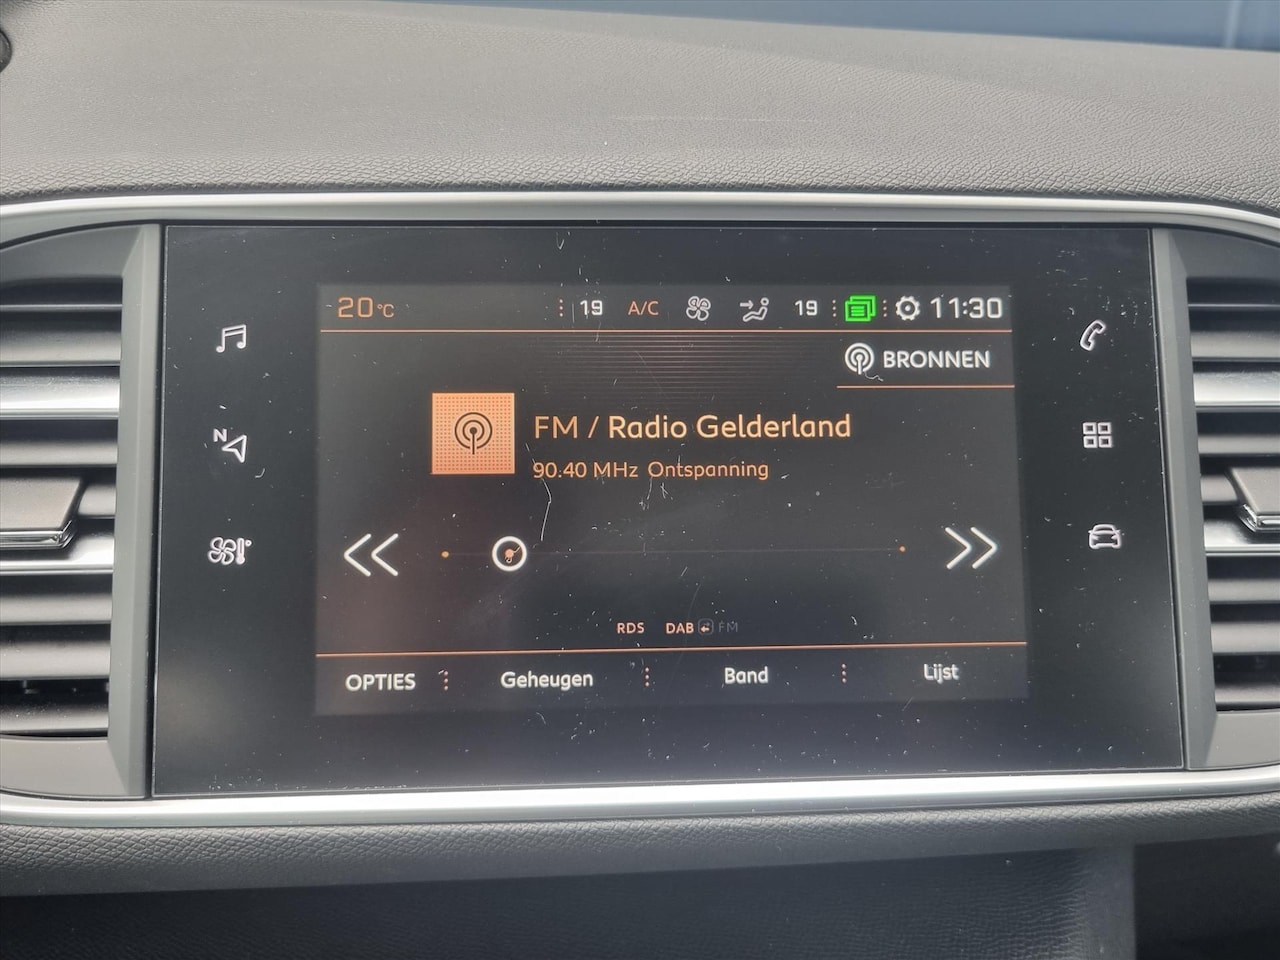 20°C 19 A/C 19 11:30
BRONNEN
FM / Radio Gelderland
90.40 MHz Ontspanning
N
RDS DAB FM
OPTIES Geheugen Band Lijst